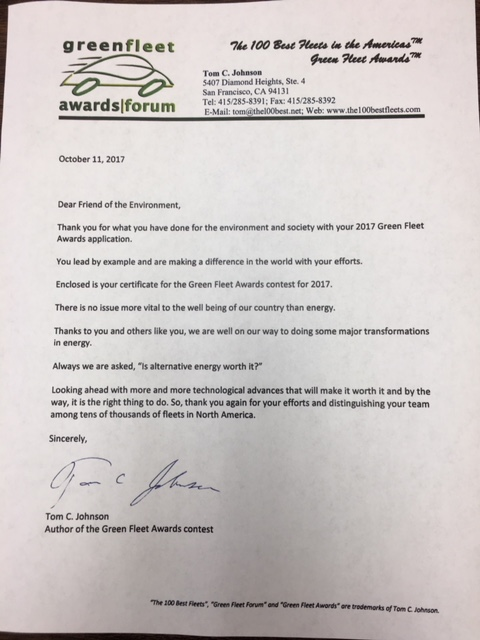 greenfleet
awards|forum
The 100 Best Fleets in the Americas™
Green Fleet Awards™
Tom C. Johnson
5407 Diamond Heights, Ste. 4
San Francisco, CA 94131
Tel: 415/285-8391; Fax: 415/285-8392
E-Mail: tom@the100best.net; Web: www.the100bestfleets.com
October 11, 2017
Dear Friend of the Environment,
Thank you for what you have done for the environment and society with your 2017 Green Fleet
Awards application.
You lead by example and are making a difference in the world with your efforts.
Enclosed is your certificate for the Green Fleet Awards contest for 2017.
There is no issue more vital to the well being of our country than energy.
Thanks to you and others like you, we are well on our way to doing some major transformations
in energy.
Always we are asked, "Is alternative energy worth it?"
Looking ahead with more and more technological advances that will make it worth it and by the
way, it is the right thing to do. So, thank you again for your efforts and distinguishing your team
among tens of thousands of fleets in North America.
Sincerely,
Tom C Johnson
Tom C. Johnson
Author of the Green Fleet Awards contest
"The 100 Best Fleets", "Green Fleet Forum" and "Green Fleet Awards" are trademarks of Tom C. Johnson.